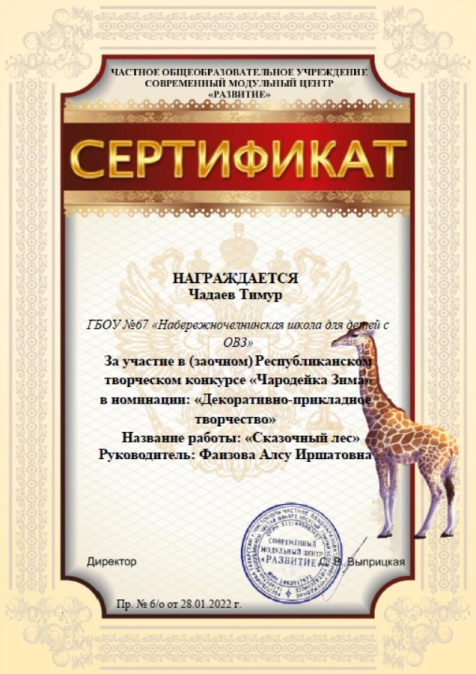 ЧАСТНОЕ ОБЩЕОБРАЗОВАТЕЛЬНОЕ УЧРЕЖДЕНИЕ
СОВРЕМЕННЫЙ МОДУЛЬНЫЙ ЦЕНТР
«РАЗВИТИЕ»
СЕРТИФИКАТ
НАГРАЖДАЕТСЯ
Чадаев Тимур
ГБОУ №67 «Набережночелнинская школа для детей с
ОВЗ»
За участие в (заочном) Республиканском
творческом конкурсе «Чародейка Зима»
в номинации: «Декоративно-прикладное
творчество»
Название работы: «Сказочный лес»
Руководитель: Фаизова Алсу Иршатовна
СОВРЕМЕННЫЙ
МОДУЛЬНЫЙ ЦЕНТР
«РАЗВИТИЕ»
Директор
В. Выприцкая
Пр. № 6/о от 28.01.2022 г.